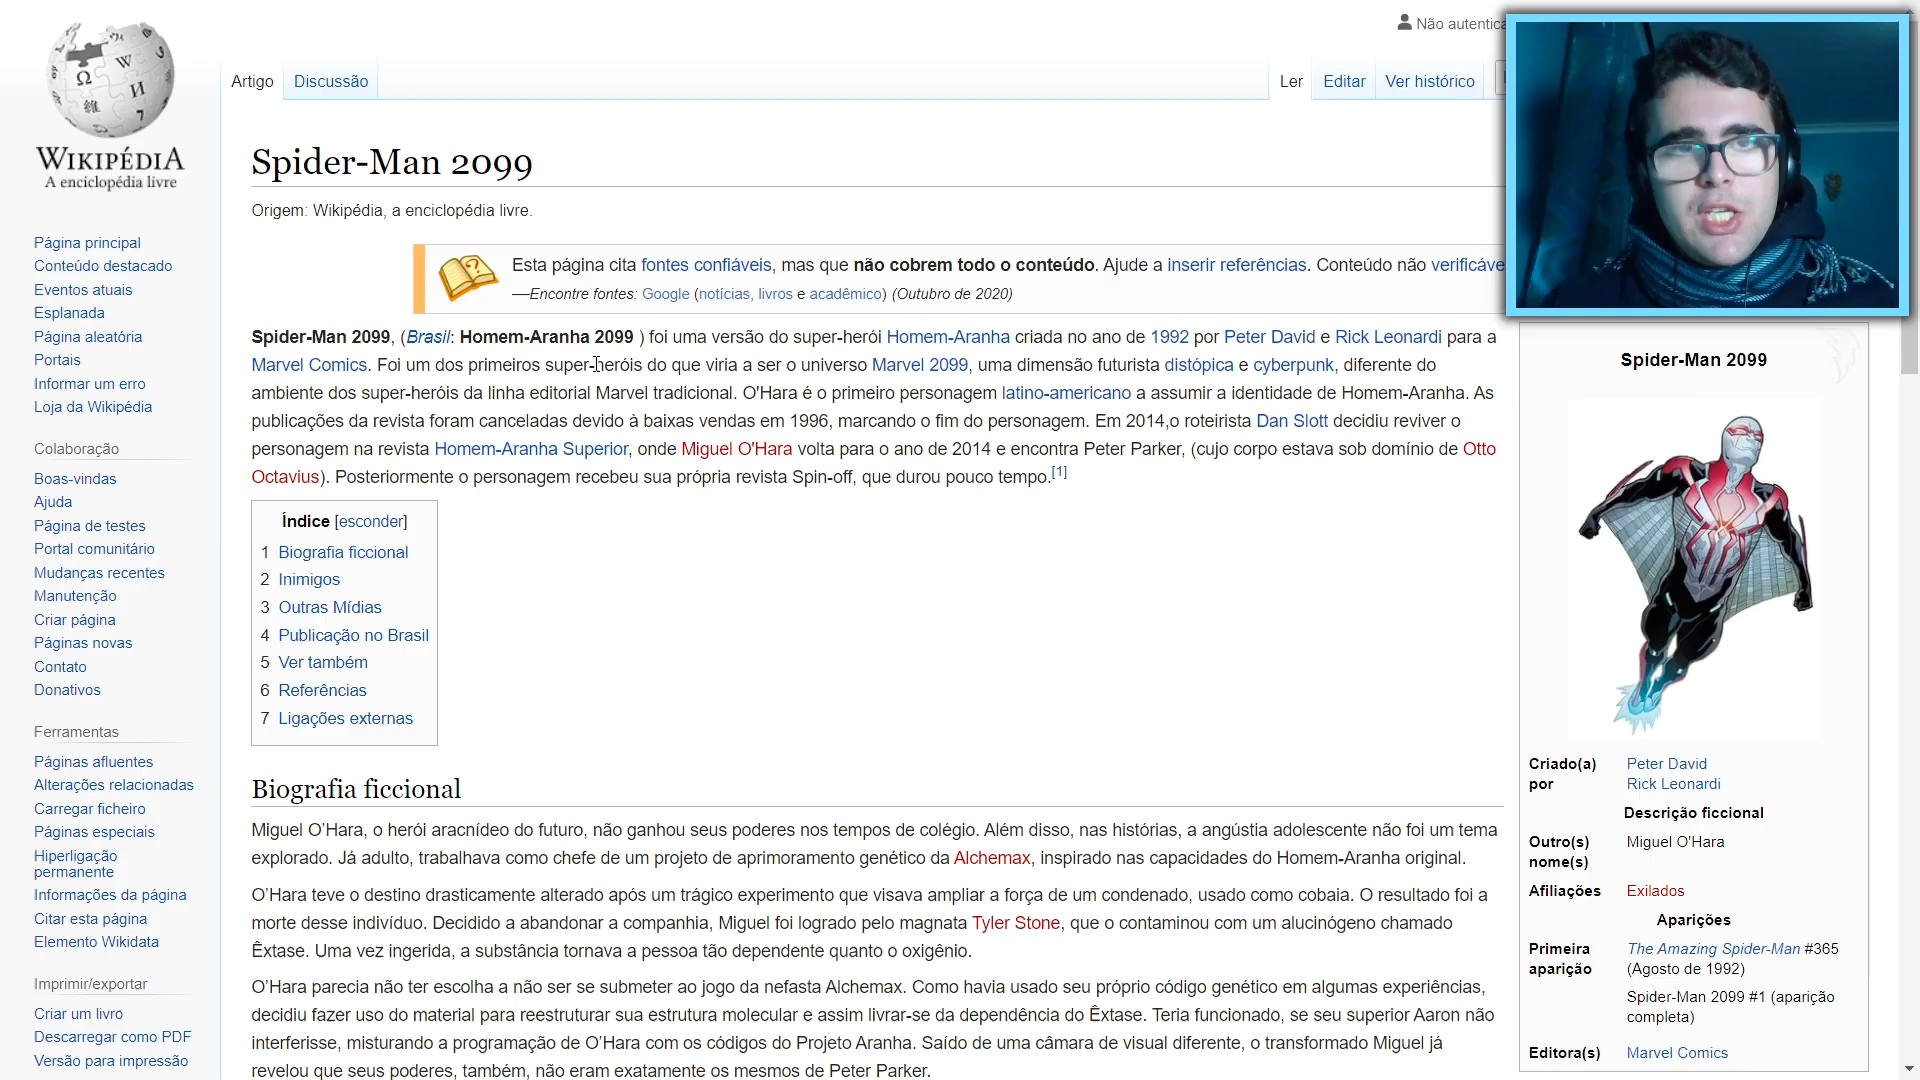 Não autentica
WIKIPÉDIA
A enciclopédia livre
Artigo
Discussão
Ler
Editar
Ver histórico
Spider-Man 2099
Origem: Wikipédia, a enciclopédia livre.
Esta página cita fontes confiáveis, mas que não cobrem todo o conteúdo. Ajude a inserir referências. Conteúdo não verificáve
—Encontre fontes: Google (notícias, livros e acadêmico) (Outubro de 2020)
Spider-Man 2099, (Brasil: Homem-Aranha 2099 ) foi uma versão do super-herói Homem-Aranha criada no ano de 1992 por Peter David e Rick Leonardi para a
Marvel Comics. Foi um dos primeiros super-heróis do que viria a ser o universo Marvel 2099, uma dimensão futurista distópica e cyberpunk, diferente do
ambiente dos super-heróis da linha editorial Marvel tradicional. O'Hara é o primeiro personagem latino-americano a assumir a identidade de Homem-Aranha. As
publicações da revista foram canceladas devido à baixas vendas em 1996, marcando o fim do personagem. Em 2014,o roteirista Dan Slott decidiu reviver o
personagem na revista Homem-Aranha Superior, onde Miguel O'Hara volta para o ano de 2014 e encontra Peter Parker, (cujo corpo estava sob domínio de Otto
Octavius). Posteriormente o personagem recebeu sua própria revista Spin-off, que durou pouco tempo.[1]
Índice [esconder]
1 Biografia ficcional
2 Inimigos
3 Outras Mídias
4 Publicação no Brasil
5 Ver também
6 Referências
7 Ligações externas
Biografia ficcional
Miguel O'Hara, o herói aracnídeo do futuro, não ganhou seus poderes nos tempos de colégio. Além disso, nas histórias, a angústia adolescente não foi um tema
explorado. Já adulto, trabalhava como chefe de um projeto de aprimoramento genético da Alchemax, inspirado nas capacidades do Homem-Aranha original.
O'Hara teve o destino drasticamente alterado após um trágico experimento que visava ampliar a força de um condenado, usado como cobaia. O resultado foi a
morte desse indivíduo. Decidido a abandonar a companhia, Miguel foi logrado pelo magnata Tyler Stone, que o contaminou com um alucinógeno chamado
Êxtase. Uma vez ingerida, a substância tornava a pessoa tão dependente quanto o oxigênio.
O'Hara parecia não ter escolha a não ser se submeter ao jogo da nefasta Alchemax. Como havia usado seu próprio código genético em algumas experiências,
decidiu fazer uso do material para reestruturar sua estrutura molecular e assim livrar-se da dependência do Êxtase. Teria funcionado, se seu superior Aaron não
interferisse, misturando a programação de O'Hara com os códigos do Projeto Aranha. Saído de uma câmara de visual diferente, o transformado Miguel já
revelou que seus poderes, também, não eram exatamente os mesmos de Peter Parker.
Página principal
Conteúdo destacado
Eventos atuais
Esplanada
Página aleatória
Portais
Informar um erro
Loja da Wikipédia
Colaboração
Boas-vindas
Ajuda
Página de testes
Portal comunitário
Mudanças recentes
Manutenção
Criar página
Páginas novas
Contato
Donativos
Ferramentas
Páginas afluentes
Alterações relacionadas
Carregar ficheiro
Páginas especiais
Hiperligação
permanente
Informações da página
Citar esta página
Elemento Wikidata
Imprimir/exportar
Criar um livro
Descarregar como PDF
Versão para impressão
Spider-Man 2099
Criado(a) por
Peter David
Rick Leonardi
Descrição ficcional
Outro(s) nome(s)
Miguel O'Hara
Afiliações
Exilados
Aparições
Primeira aparição
The Amazing Spider-Man #365
(Agosto de 1992)
Spider-Man 2099 #1 (aparição
completa)
Editora(s)
Marvel Comics